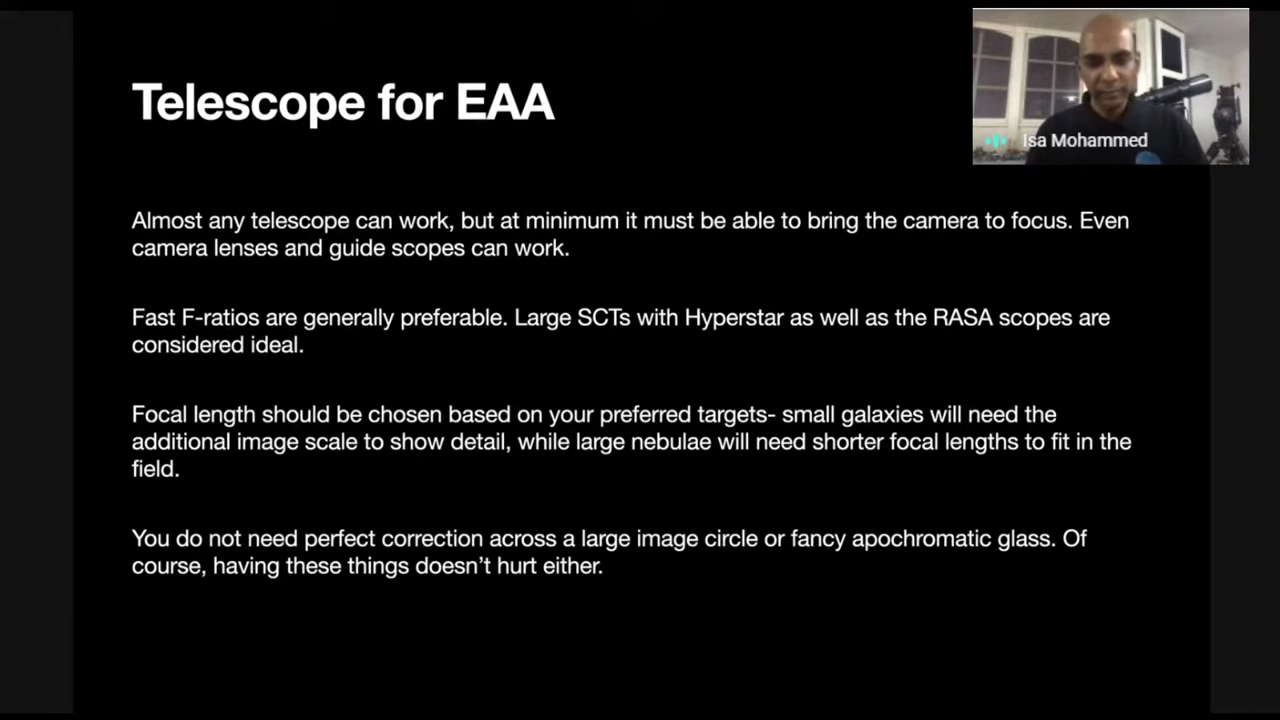 Telescope for EAA
Isa Mohammed
Almost any telescope can work, but at minimum it must be able to bring the camera to focus. Even
camera lenses and guide scopes can work.
Fast F-ratios are generally preferable. Large SCTs with Hyperstar as well as the RASA scopes are
considered ideal.
Focal length should be chosen based on your preferred targets- small galaxies will need the
additional image scale to show detail, while large nebulae will need shorter focal lengths to fit in the
field.
You do not need perfect correction across a large image circle or fancy apochromatic glass. Of
course, having these things doesn’t hurt either.